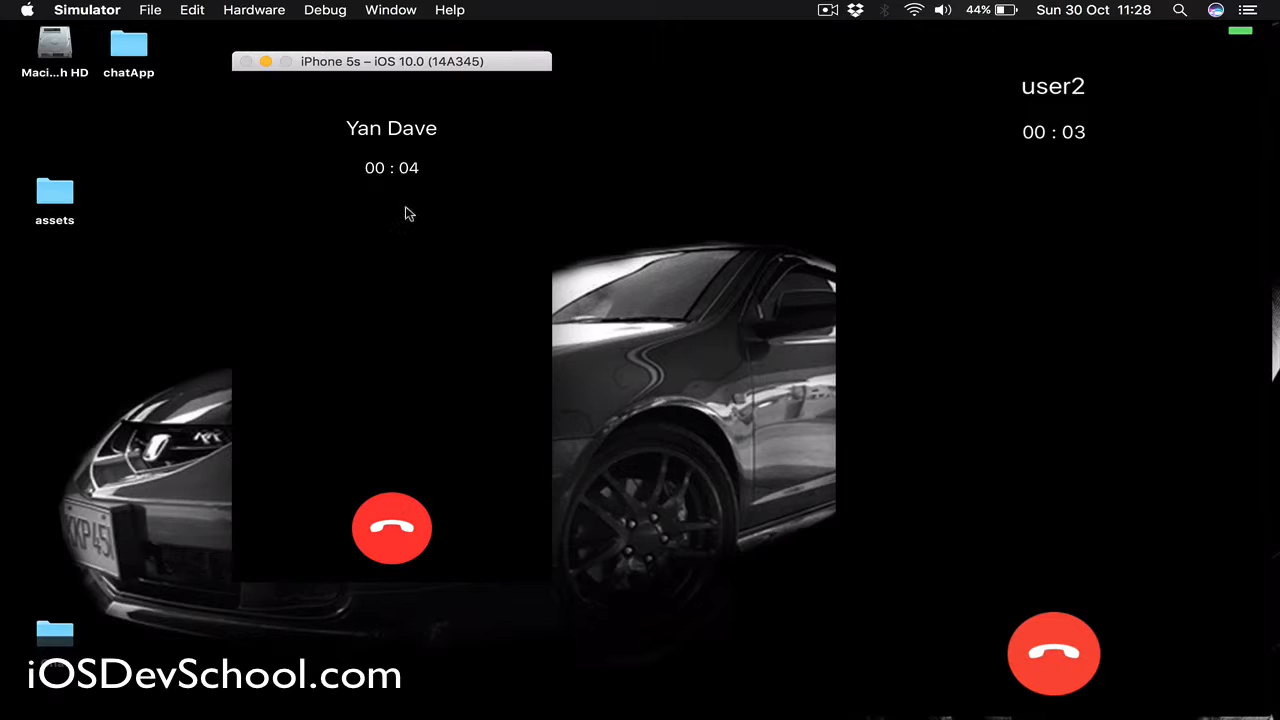 Simulator File Edit Hardware Debug Window Help 44% Sun 30 Oct 11:28
Maci...h HD
chatApp
iPhone 5s – iOS 10.0 (14A345)
user2
00 : 03
Yan Dave
00 : 04
assets
iOSDevSchool.com